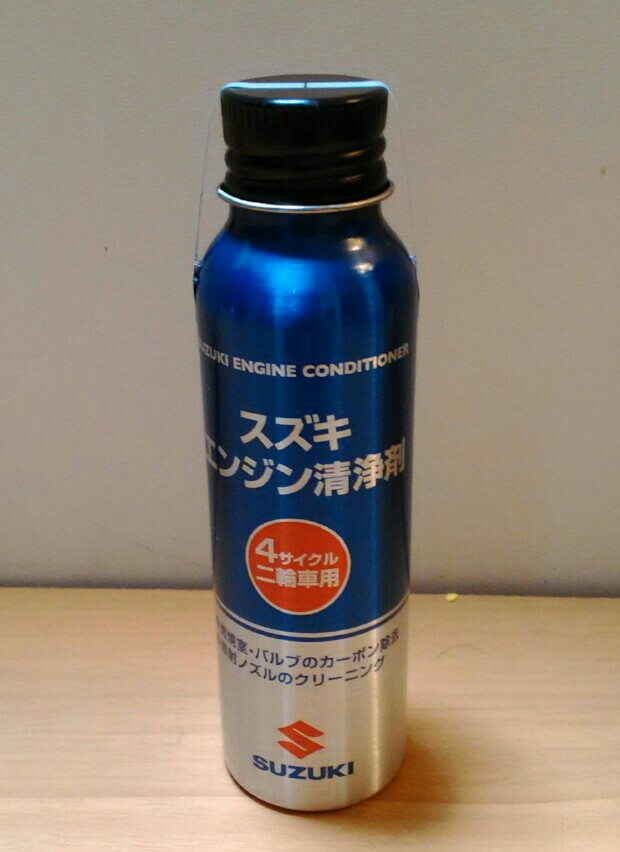 SUZUKI ENGINE CONDITIONER
スズキ
エンジン清浄剤
4サイクル
二輪車用
燃焼室・バルブのカーボン除去
噴射ノズルのクリーニング
SUZUKI